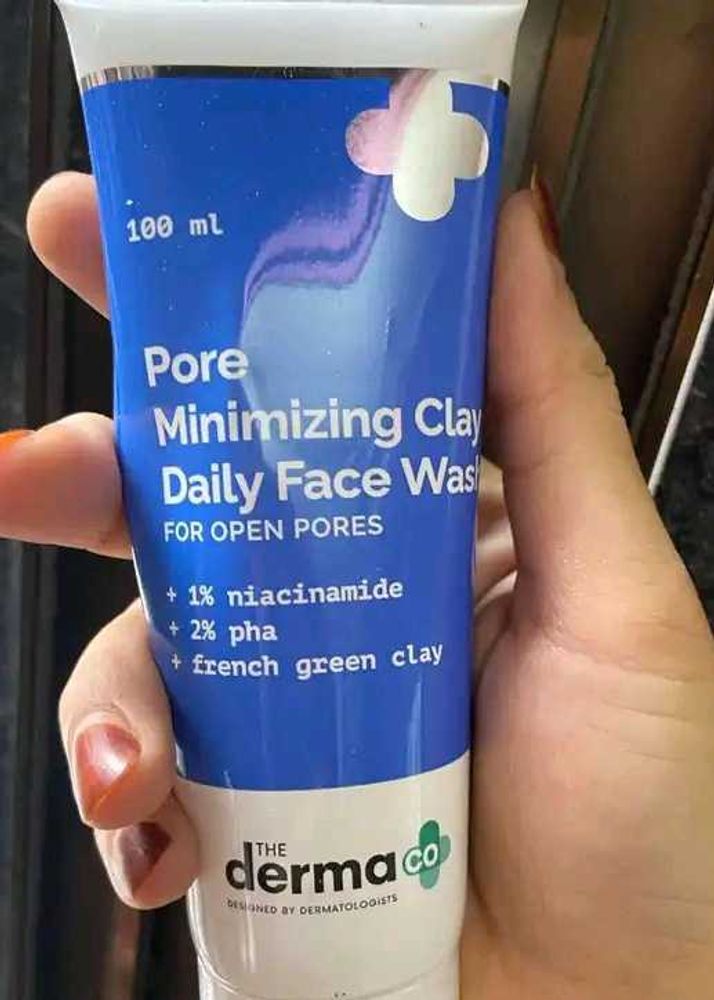 100 ml
Pore
Minimizing Clay
Daily Face Wash
FOR OPEN PORES
+ 1% niacinamide
+ 2% pha
+ french green clay
THE
derma co
DESIGNED BY DERMATOLOGISTS